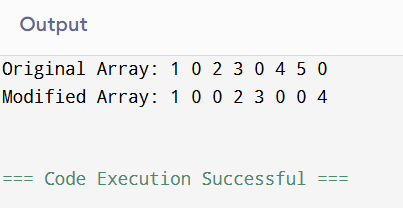 Output
Original Array: 1 0 2 3 0 4 5 0
Modified Array: 1 0 0 2 3 0 0 4
=== Code Execution Successful ===